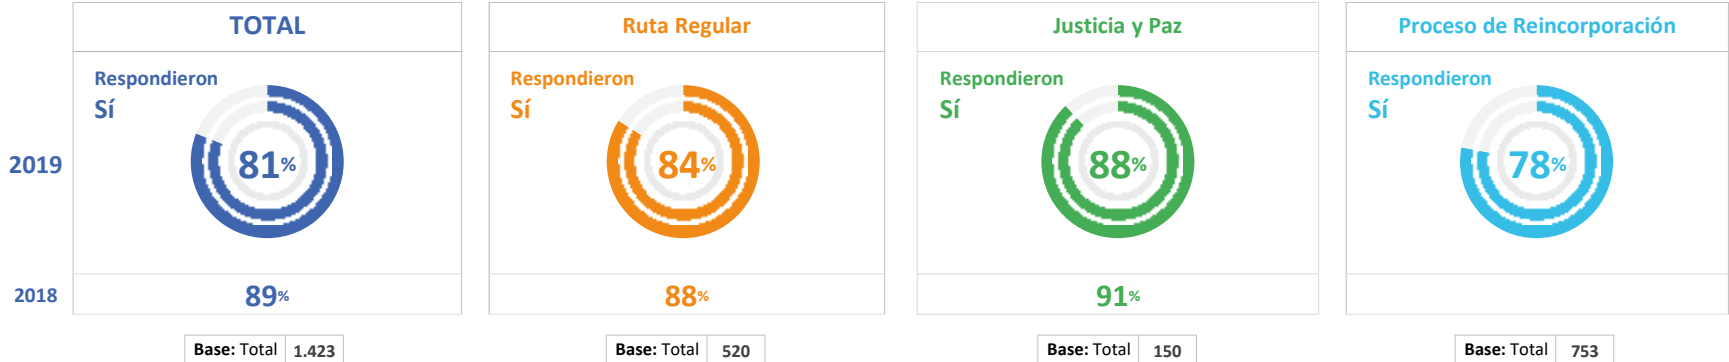 TOTAL
Ruta Regular
Justicia y Paz
Proceso de Reincorporación
Respondieron
Sí
Respondieron
Sí
Respondieron
Sí
Respondieron
Sí
2019
81%
84%
88%
78%
2018
89%
88%
91%
Base: Total 1.423
Base: Total 520
Base: Total 150
Base: Total 753